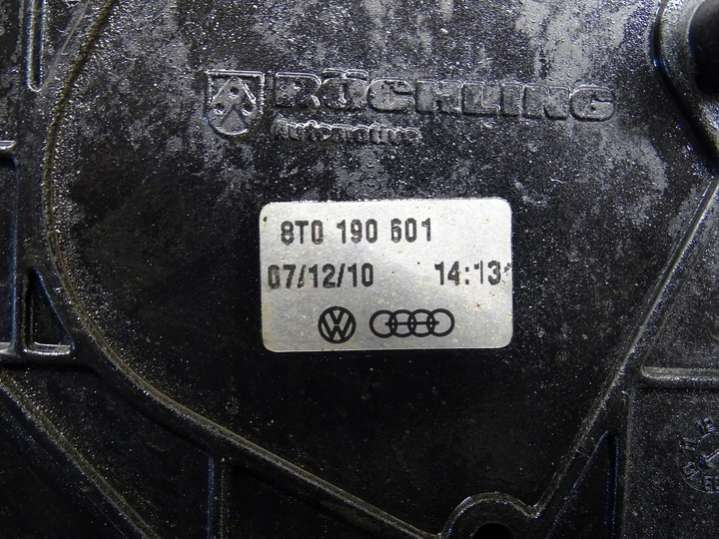 RÖCHLING
Automotive
8T0 190 601
07/12/10 14:13